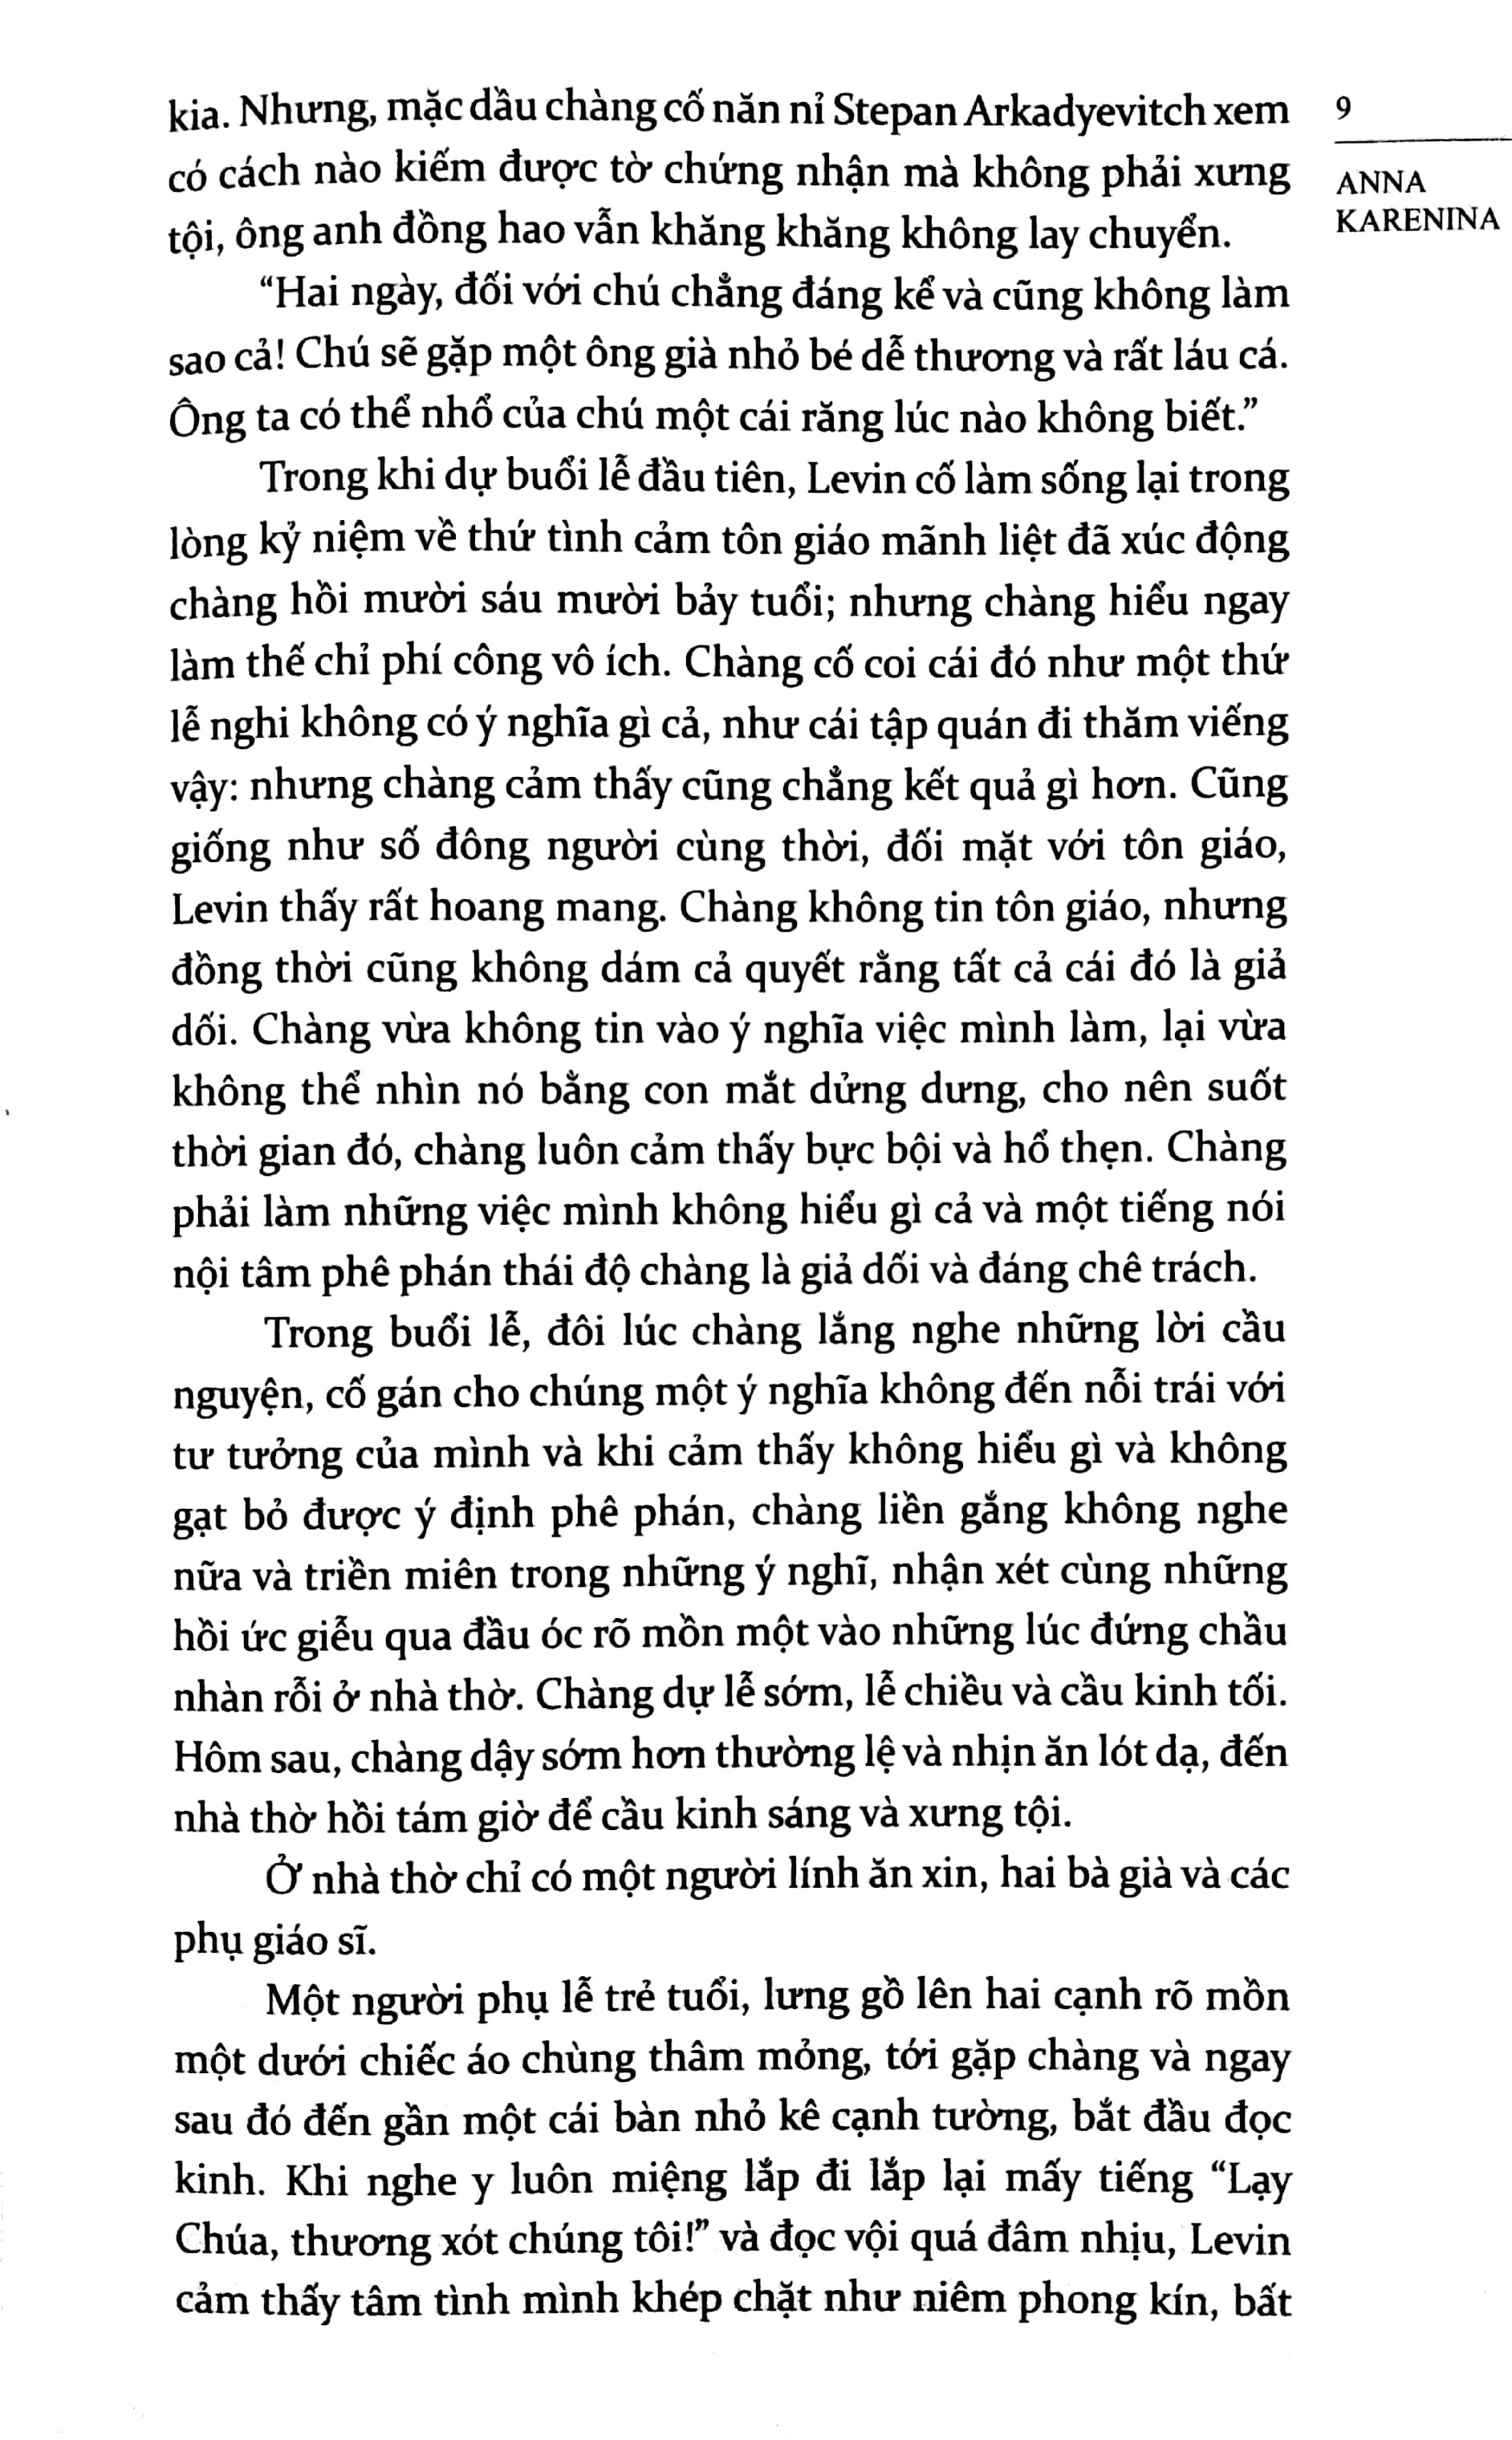 kia. Nhưng, mặc dầu chàng cố năn nỉ Stepan Arkadyevitch xem
có cách nào kiếm được tờ chứng nhận mà không phải xưng
tội, ông anh đồng hao vẫn khăng khăng không lay chuyển.
“Hai ngày, đối với chú chẳng đáng kể và cũng không làm
sao cả! Chú sẽ gặp một ông già nhỏ bé dễ thương và rất láu cá.
Ông ta có thể nhổ của chú một cái răng lúc nào không biết.”
Trong khi dự buổi lễ đầu tiên, Levin cố làm sống lại trong
lòng kỷ niệm về thứ tình cảm tôn giáo mãnh liệt đã xúc động
chàng hồi mười sáu mười bảy tuổi; nhưng chàng hiểu ngay
làm thế chỉ phí công vô ích. Chàng cố coi cái đó như một thứ
lễ nghi không có ý nghĩa gì cả, như cái tập quán đi thăm viếng
vậy: nhưng chàng cảm thấy cũng chẳng kết quả gì hơn. Cũng
giống như số đông người cùng thời, đối mặt với tôn giáo,
Levin thấy rất hoang mang. Chàng không tin tôn giáo, nhưng
đồng thời cũng không dám cả quyết rằng tất cả cái đó là giả
dối. Chàng vừa không tin vào ý nghĩa việc mình làm, lại vừa
không thể nhìn nó bằng con mắt dửng dưng, cho nên suốt
thời gian đó, chàng luôn cảm thấy bực bội và hổ thẹn. Chàng
phải làm những việc mình không hiểu gì cả và một tiếng nói
nội tâm phê phán thái độ chàng là giả dối và đáng chê trách.
Trong buổi lễ, đôi lúc chàng lắng nghe những lời cầu
nguyện, cố gán cho chúng một ý nghĩa không đến nỗi trái với
tư tưởng của mình và khi cảm thấy không hiểu gì và không
gạt bỏ được ý định phê phán, chàng liền gắng không nghe
nữa và triền miên trong những ý nghĩ, nhận xét cùng những
hồi ức giễu qua đầu óc rõ mồn một vào những lúc đứng chầu
nhàn rỗi ở nhà thờ. Chàng dự lễ sớm, lễ chiều và cầu kinh tối.
Hôm sau, chàng dậy sớm hơn thường lệ và nhịn ăn lót dạ, đến
nhà thờ hồi tám giờ để cầu kinh sáng và xưng tội.
Ở nhà thờ chỉ có một người lính ăn xin, hai bà già và các
phụ giáo sĩ.
Một người phụ lễ trẻ tuổi, lưng gồ lên hai cạnh rõ mồn
một dưới chiếc áo chùng thâm mỏng, tới gặp chàng và ngay
sau đó đến gần một cái bàn nhỏ kê cạnh tường, bắt đầu đọc
kinh. Khi nghe y luôn miệng lắp đi lắp lại mấy tiếng “Lạy
Chúa, thương xót chúng tôi!” và đọc vội quá đâm nhịu, Levin
cảm thấy tâm tình mình khép chặt như niêm phong kín, bất
9
ANNA
KARENINA